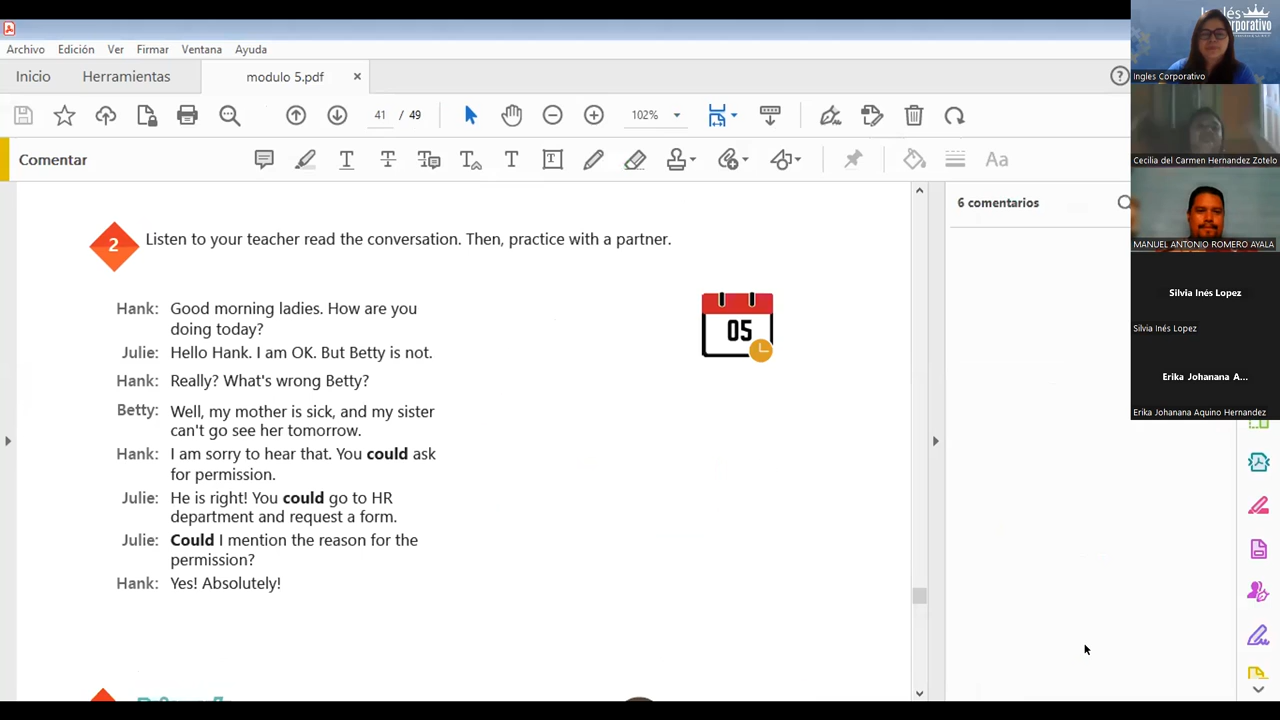 Archivo Edición Ver Firmar Ventana Ayuda
Inicio Herramientas modulo 5.pdf ×
41 / 49 102%
Comentar
6 comentarios
2 Listen to your teacher read the conversation. Then, practice with a partner.
Hank: Good morning ladies. How are you
doing today?
Julie: Hello Hank. I am OK. But Betty is not.
Hank: Really? What's wrong Betty?
Betty: Well, my mother is sick, and my sister
can't go see her tomorrow.
Hank: I am sorry to hear that. You could ask
for permission.
Julie: He is right! You could go to HR
department and request a form.
Julie: Could I mention the reason for the
permission?
Hank: Yes! Absolutely!
05
Ingles Corporativo
Cecilia del Carmen Hernandez Zotelo
MANUEL ANTONIO ROMERO AYALA
Silvia Inés Lopez
Silvia Inés Lopez
Erika Johanana A...
Erika Johanana Aquino Hernandez